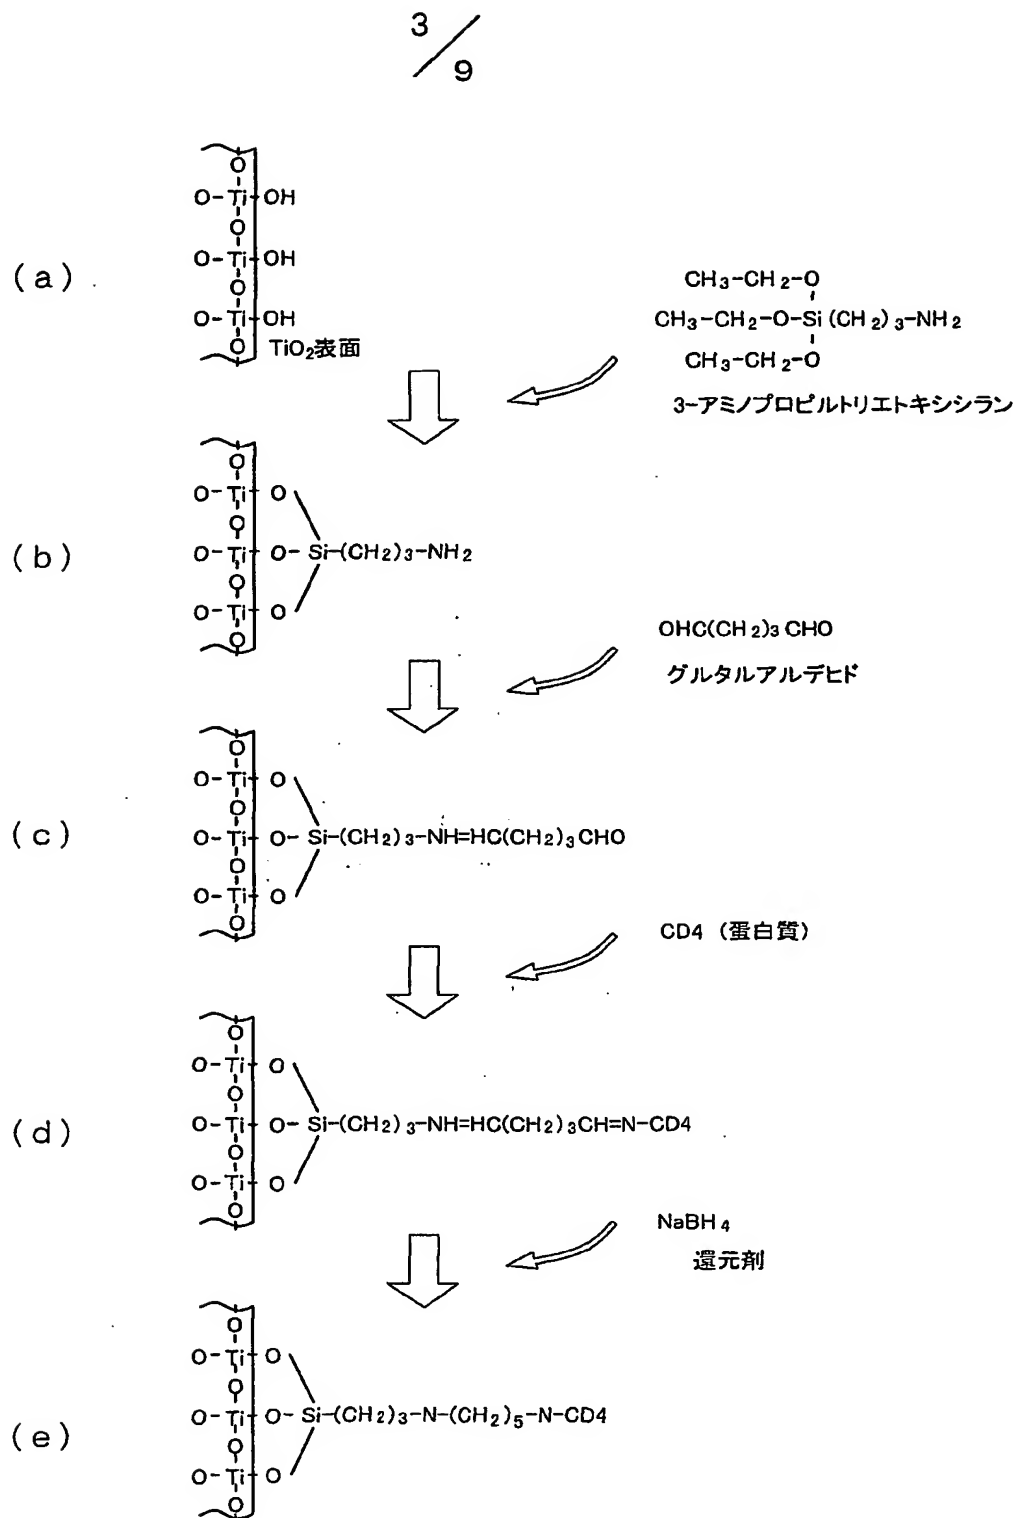 3/9
(a)
O
O-Ti-OH
O
O-Ti-OH
O
O-Ti-OH
O
TiO2表面
CH3-CH2-O
CH3-CH2-O-Si(CH2)3-NH2
CH3-CH2-O
3-アミノプロピルトリエトキシシラン
(b)
O
O-Ti-O
O
O-Ti-O-Si-(CH2)3-NH2
O
O-Ti-O
O
OHC(CH2)3CHO
グルタルアルデヒド
(c)
O
O-Ti-O
O
O-Ti-O-Si-(CH2)3-NH=HC(CH2)3CHO
O
O-Ti-O
O
CD4 (蛋白質)
(d)
O
O-Ti-O
O
O-Ti-O-Si-(CH2)3-NH=HC(CH2)3CH=N-CD4
O
O-Ti-O
O
NaBH4
還元剤
(e)
O
O-Ti-O
O
O-Ti-O-Si-(CH2)3-N-(CH2)5-N-CD4
O
O-Ti-O
O